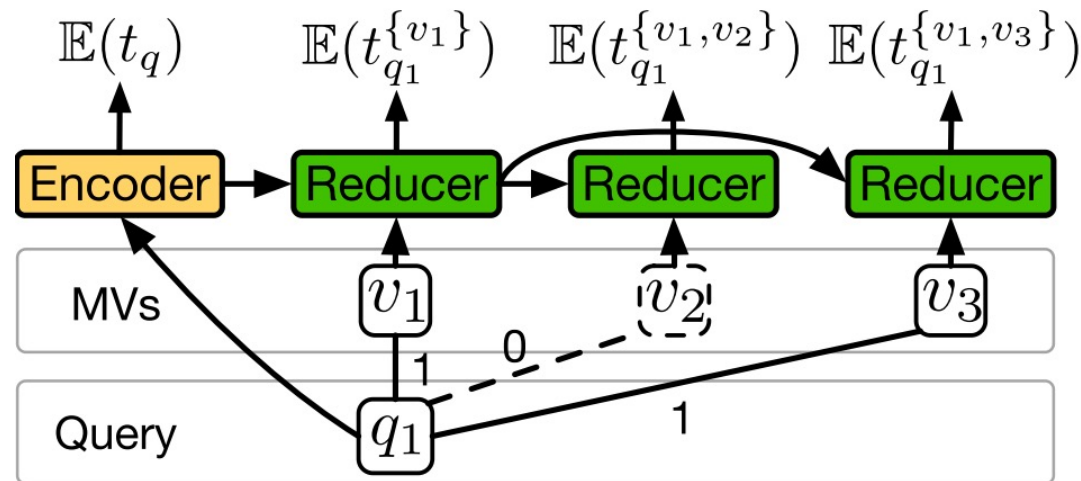 𝔼(t_q) 𝔼(t_{q_1}^{\{v_1\}}) 𝔼(t_{q_1}^{\{v_1,v_2\}}) 𝔼(t_{q_1}^{\{v_1,v_3\}})
Encoder Reducer Reducer Reducer
MVs v_1 v_2 v_3
1 0 1
Query q_1